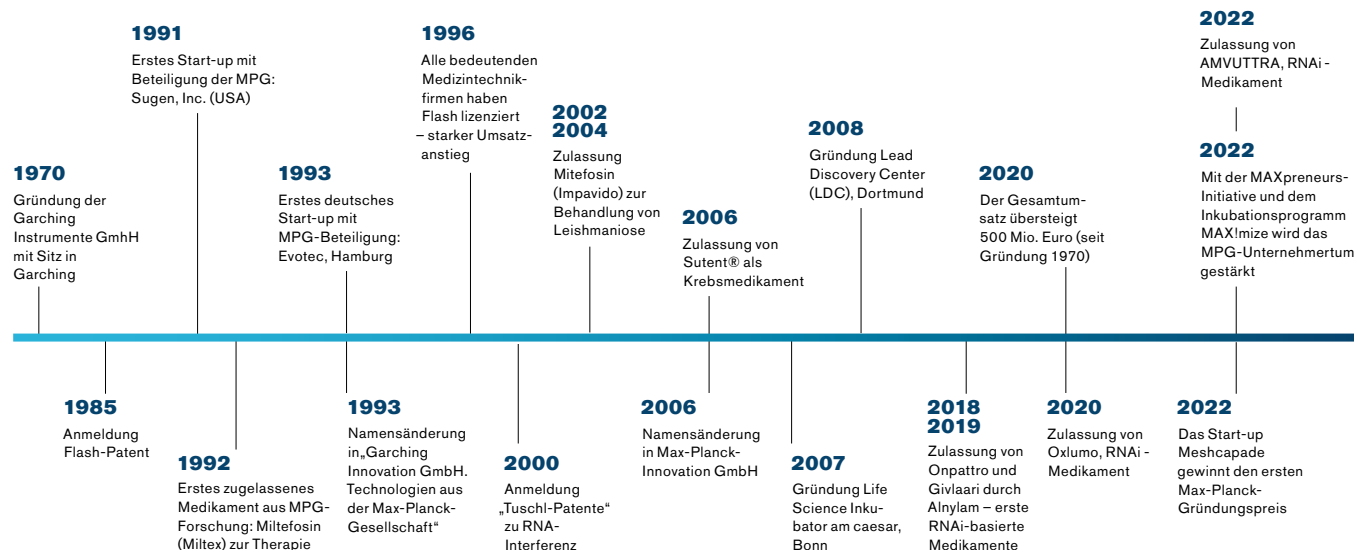 1970
Gründung der
Garching
Instrumente GmhH
mit Sitz in
Garching
1985
Anmeldung
Flash-Patent
1991
Erstes Start-up mit
Beteiligung der MPG:
Sugen, Inc. (USA)
1992
Erstes zugelassenes
Medikament aus MPG-
Forschung: Miltefosin
(Miltex) zur Therapie
1993
Erstes deutsches
Start-up mit
MPG-Beteiligung:
Evotec, Hamburg
1993
Namensänderung
in„Garching
Innovation GmbH.
Technologien aus
der Max-Planck-
Gesellschaft“
1996
Alle bedeutenden
Medizintechnik-
firmen haben
Flash lizenziert
– starker Umsatz-
anstieg
2000
Anmeldung
„Tuschl-Patente“
zu RNA-
Interferenz
2002
2004
Zulassung
Mitefosin
(Impavido) zur
Behandlung von
Leishmaniose
2006
Zulassung von
Sutent® als
Krebsmedikament
2006
Namensänderung
in Max-Planck-
Innovation GmbH
2007
Gründung Life
Science Inku-
bator am caesar,
Bonn
2008
Gründung Lead
Discovery Center
(LDC), Dortmund
2018
2019
Zulassung von
Onpattro und
Givlaari durch
Alnylam – erste
RNAi-basierte
Medikamente
2020
Der Gesamtum-
satz übersteigt
500 Mio. Euro (seit
Gründung 1970)
2020
Zulassung von
Oxlumo, RNAi -
Medikament
2022
Zulassung von
AMVUTTRA, RNAi -
Medikament
2022
Mit der MAXpreneurs-
Initiative und dem
Inkubationsprogramm
MAX!mize wird das
MPG-Unternehmertum
gestärkt
2022
Das Start-up
Meshcapade
gewinnt den ersten
Max-Planck-
Gründungspreis